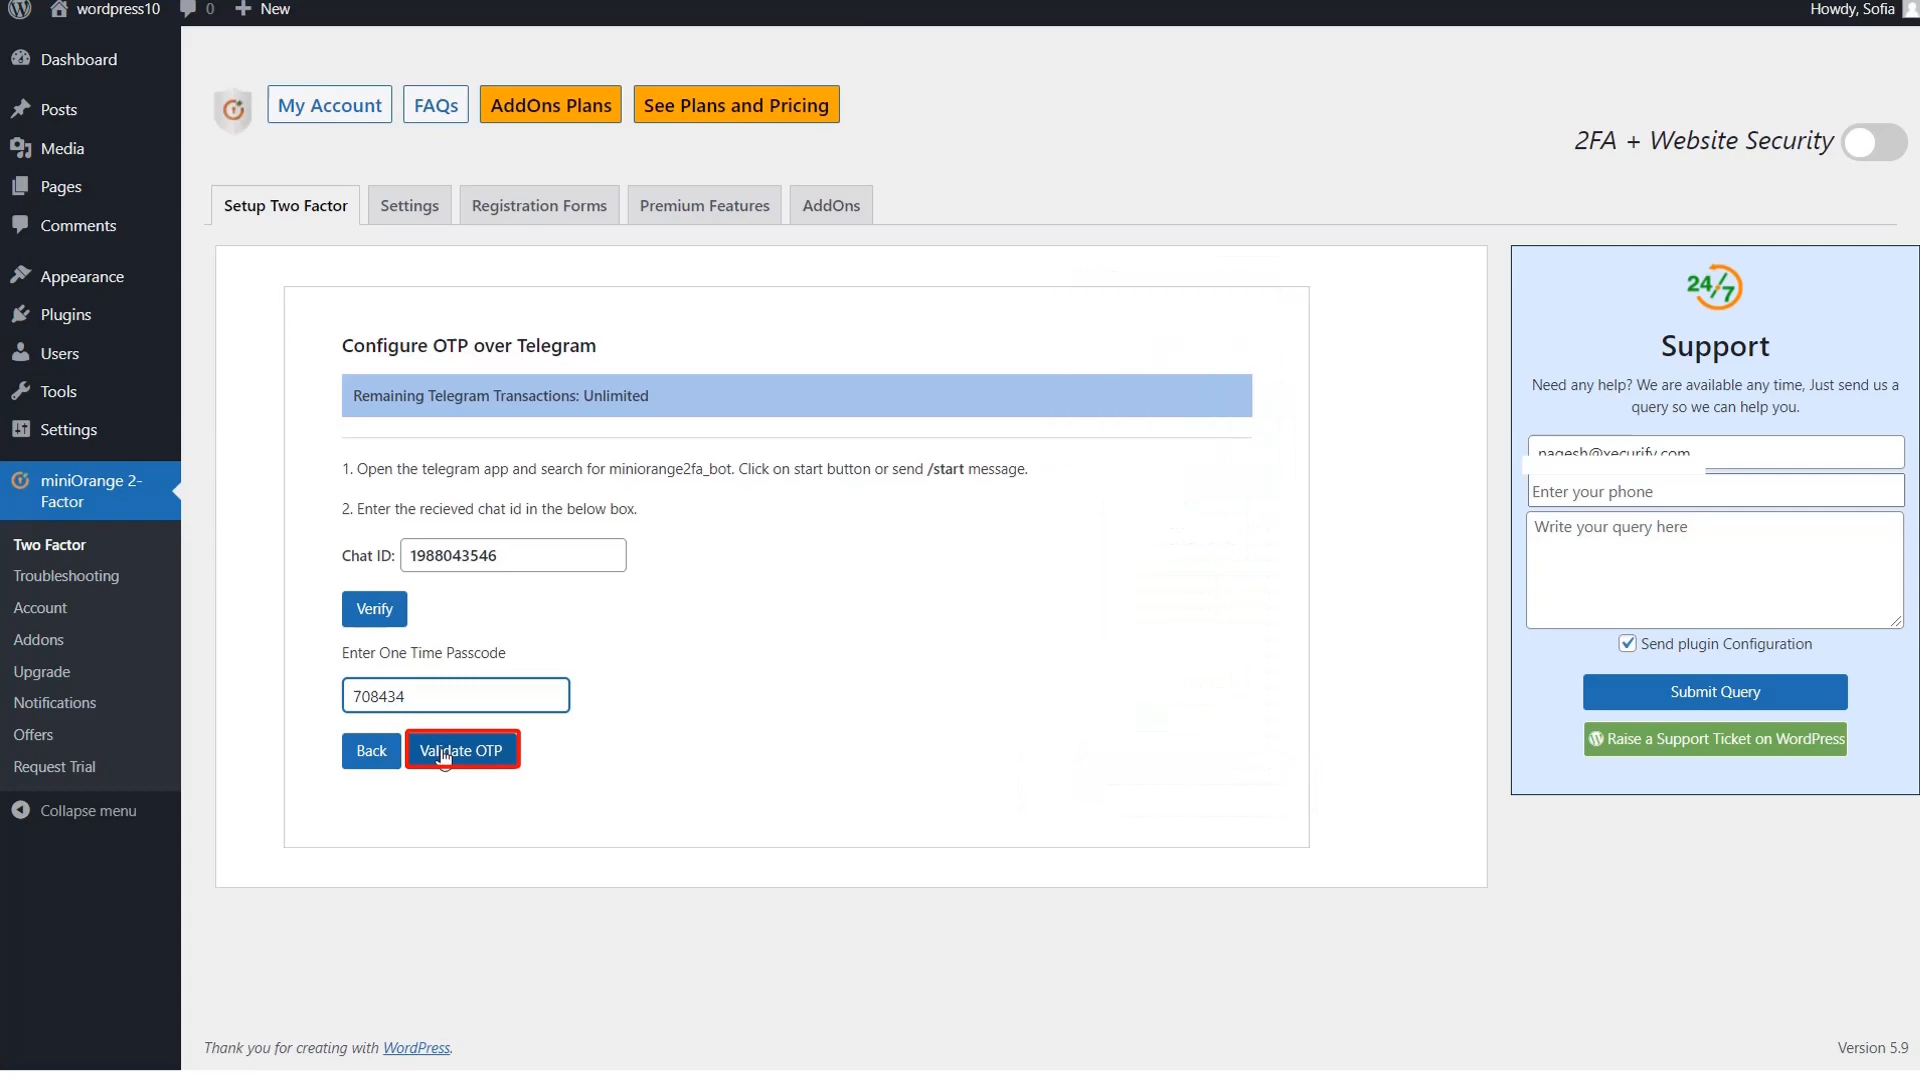 wordpress10 0 New Howdy, Sofia
Dashboard
Posts
Media
Pages
Comments
Appearance
Plugins
Users
Tools
Settings
miniOrange 2-
Factor
Two Factor
Troubleshooting
Account
Addons
Upgrade
Notifications
Offers
Request Trial
Collapse menu
My Account FAQs AddOns Plans See Plans and Pricing
2FA + Website Security
Setup Two Factor Settings Registration Forms Premium Features AddOns
Configure OTP over Telegram
Remaining Telegram Transactions: Unlimited
1. Open the telegram app and search for miniorange2fa_bot. Click on start button or send /start message.
2. Enter the recieved chat id in the below box.
Chat ID: 1988043546
Verify
Enter One Time Passcode
708434
Back Validate OTP
24/7
Support
Need any help? We are available any time, Just send us a
query so we can help you.
nagesh@xecurify.com
Enter your phone
Write your query here
Send plugin Configuration
Submit Query
Raise a Support Ticket on WordPress
Thank you for creating with WordPress.
Version 5.9